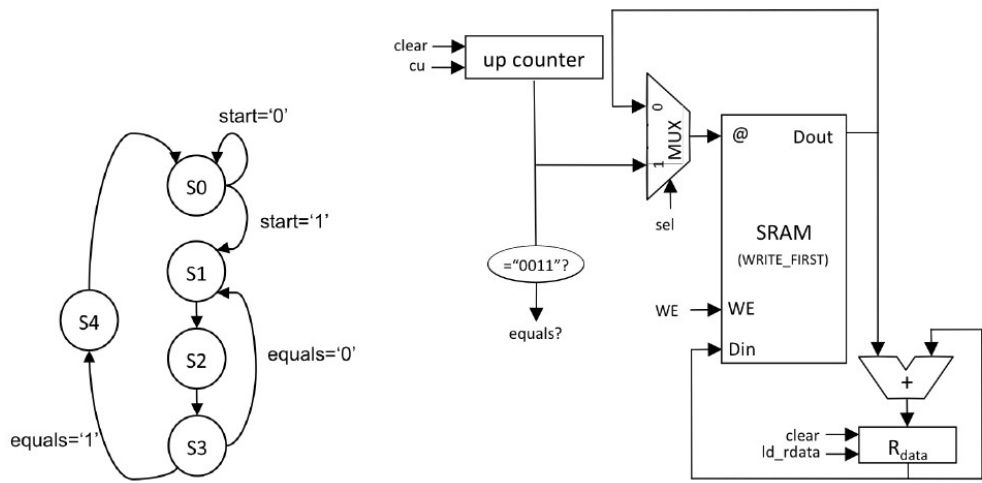 start='0'
S0
start='1'
S1
S4
S2
equals='0'
equals='1'
S3
clear
cu
up counter
0
MUX
1
sel
="0011"?
equals?
@
Dout
SRAM
(WRITE_FIRST)
WE
WE
Din
+
clear
ld_rdata
Rdata